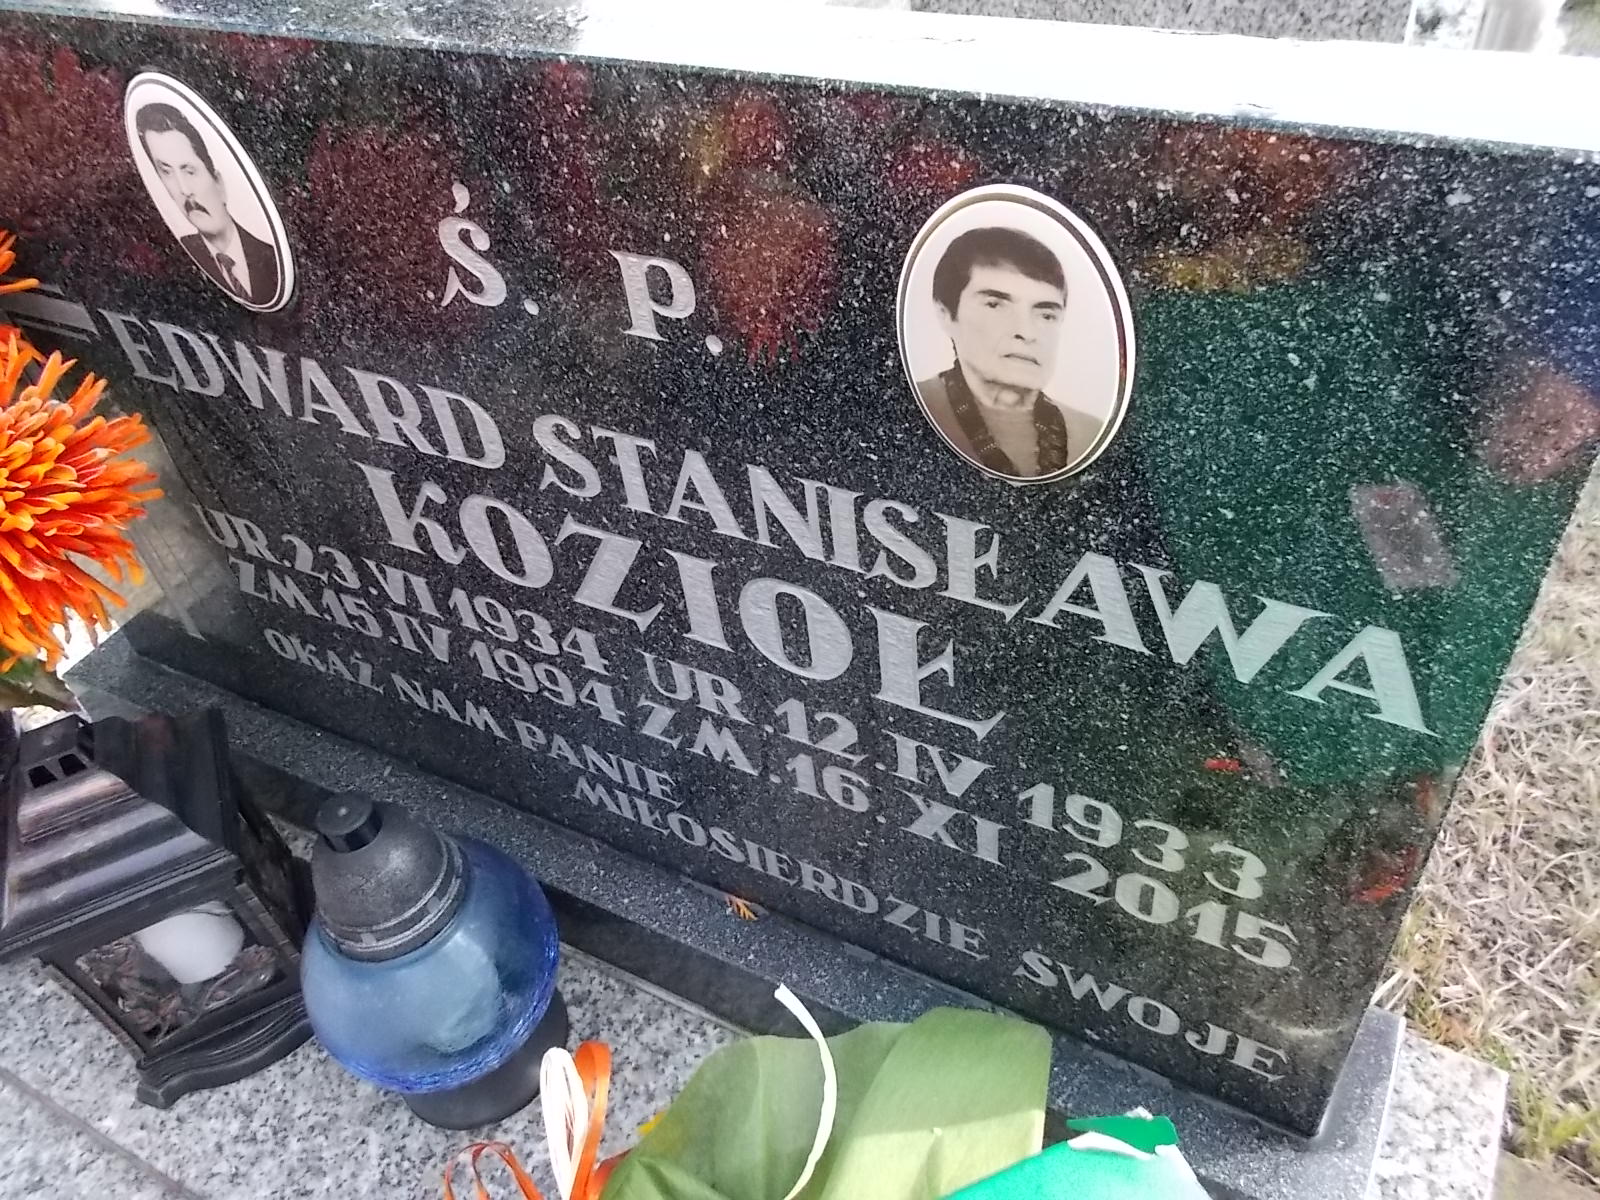 Ś. P.
EDWARD STANISŁAWA
KOZIOŁ
UR. 23. VI 1934 UR. 12. IV 1933
ZM. 15. IV 1994 ZM. 16. XI 2015
OKAŻ NAM PANIE
MIŁOSIERDZIE SWOJE